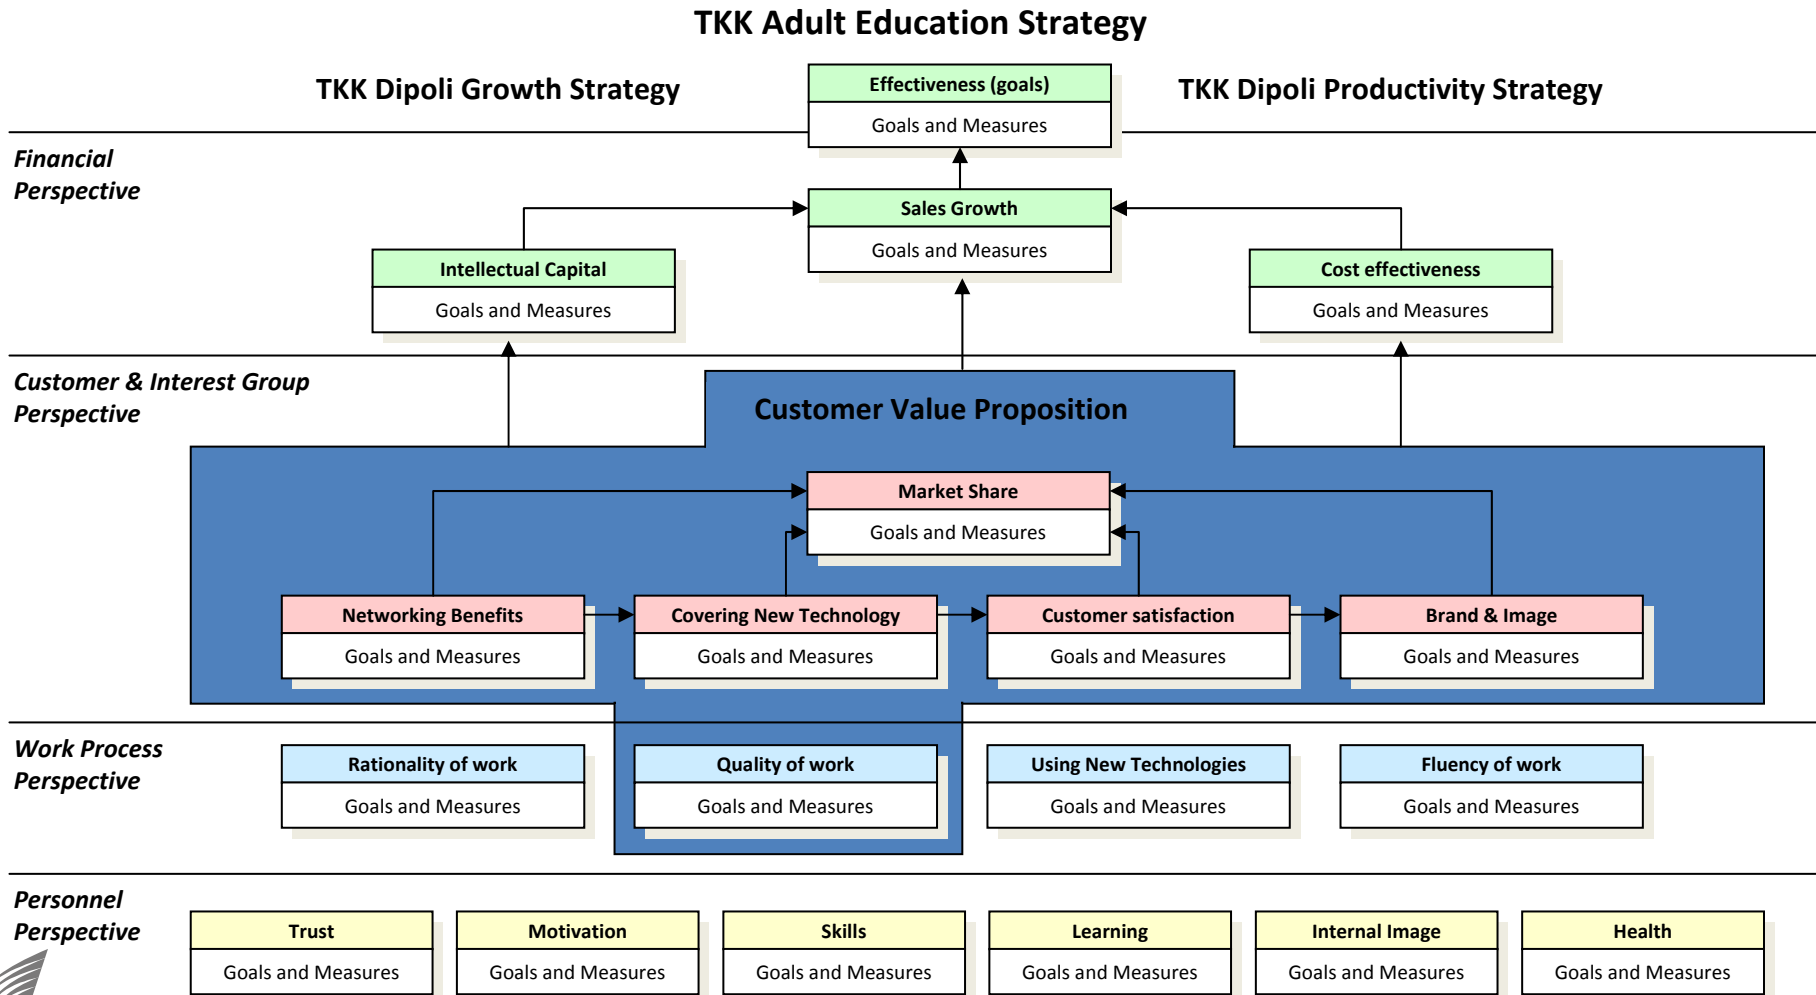 TKK Adult Education Strategy
TKK Dipoli Growth Strategy
Effectiveness (goals)
Goals and Measures
TKK Dipoli Productivity Strategy
Financial
Perspective
Sales Growth
Goals and Measures
Intellectual Capital
Goals and Measures
Cost effectiveness
Goals and Measures
Customer & Interest Group
Perspective
Customer Value Proposition
Market Share
Goals and Measures
Networking Benefits
Goals and Measures
Covering New Technology
Goals and Measures
Customer satisfaction
Goals and Measures
Brand & Image
Goals and Measures
Work Process
Perspective
Rationality of work
Goals and Measures
Quality of work
Goals and Measures
Using New Technologies
Goals and Measures
Fluency of work
Goals and Measures
Personnel
Perspective
Trust
Goals and Measures
Motivation
Goals and Measures
Skills
Goals and Measures
Learning
Goals and Measures
Internal Image
Goals and Measures
Health
Goals and Measures